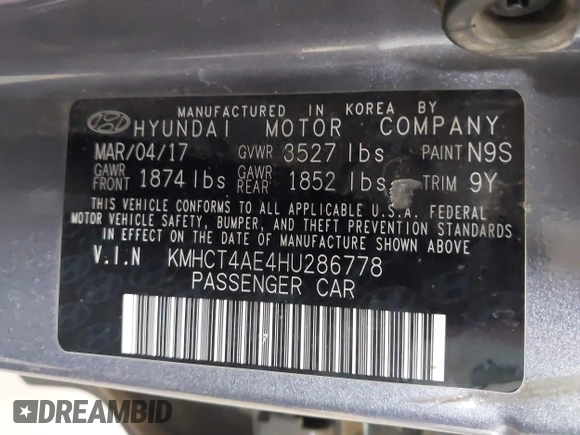 MANUFACTURED IN KOREA BY
HYUNDAI MOTOR COMPANY
MAR/04/17 GVWR 3527 lbs PAINT N9S
GAWR FRONT 1874 lbs GAWR REAR 1852 lbs TRIM 9Y
THIS VEHICLE CONFORMS TO ALL APPLICABLE U.S.A. FEDERAL
MOTOR VEHICLE SAFETY, BUMPER, AND THEFT PREVENTION STANDARDS
IN EFFECT ON THE DATE OF MANUFACTURE SHOWN ABOVE
V.I.N KMHCT4AE4HU286778
PASSENGER CAR
DREAMBID